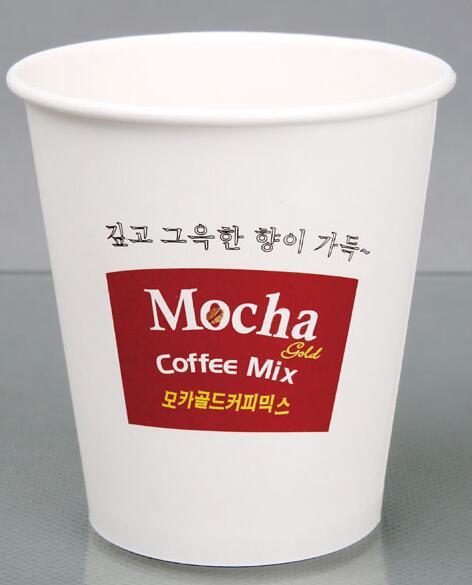 깊고 그윽한 향이 가득~
Mocha
Gold
Coffee Mix
모카골드커피믹스